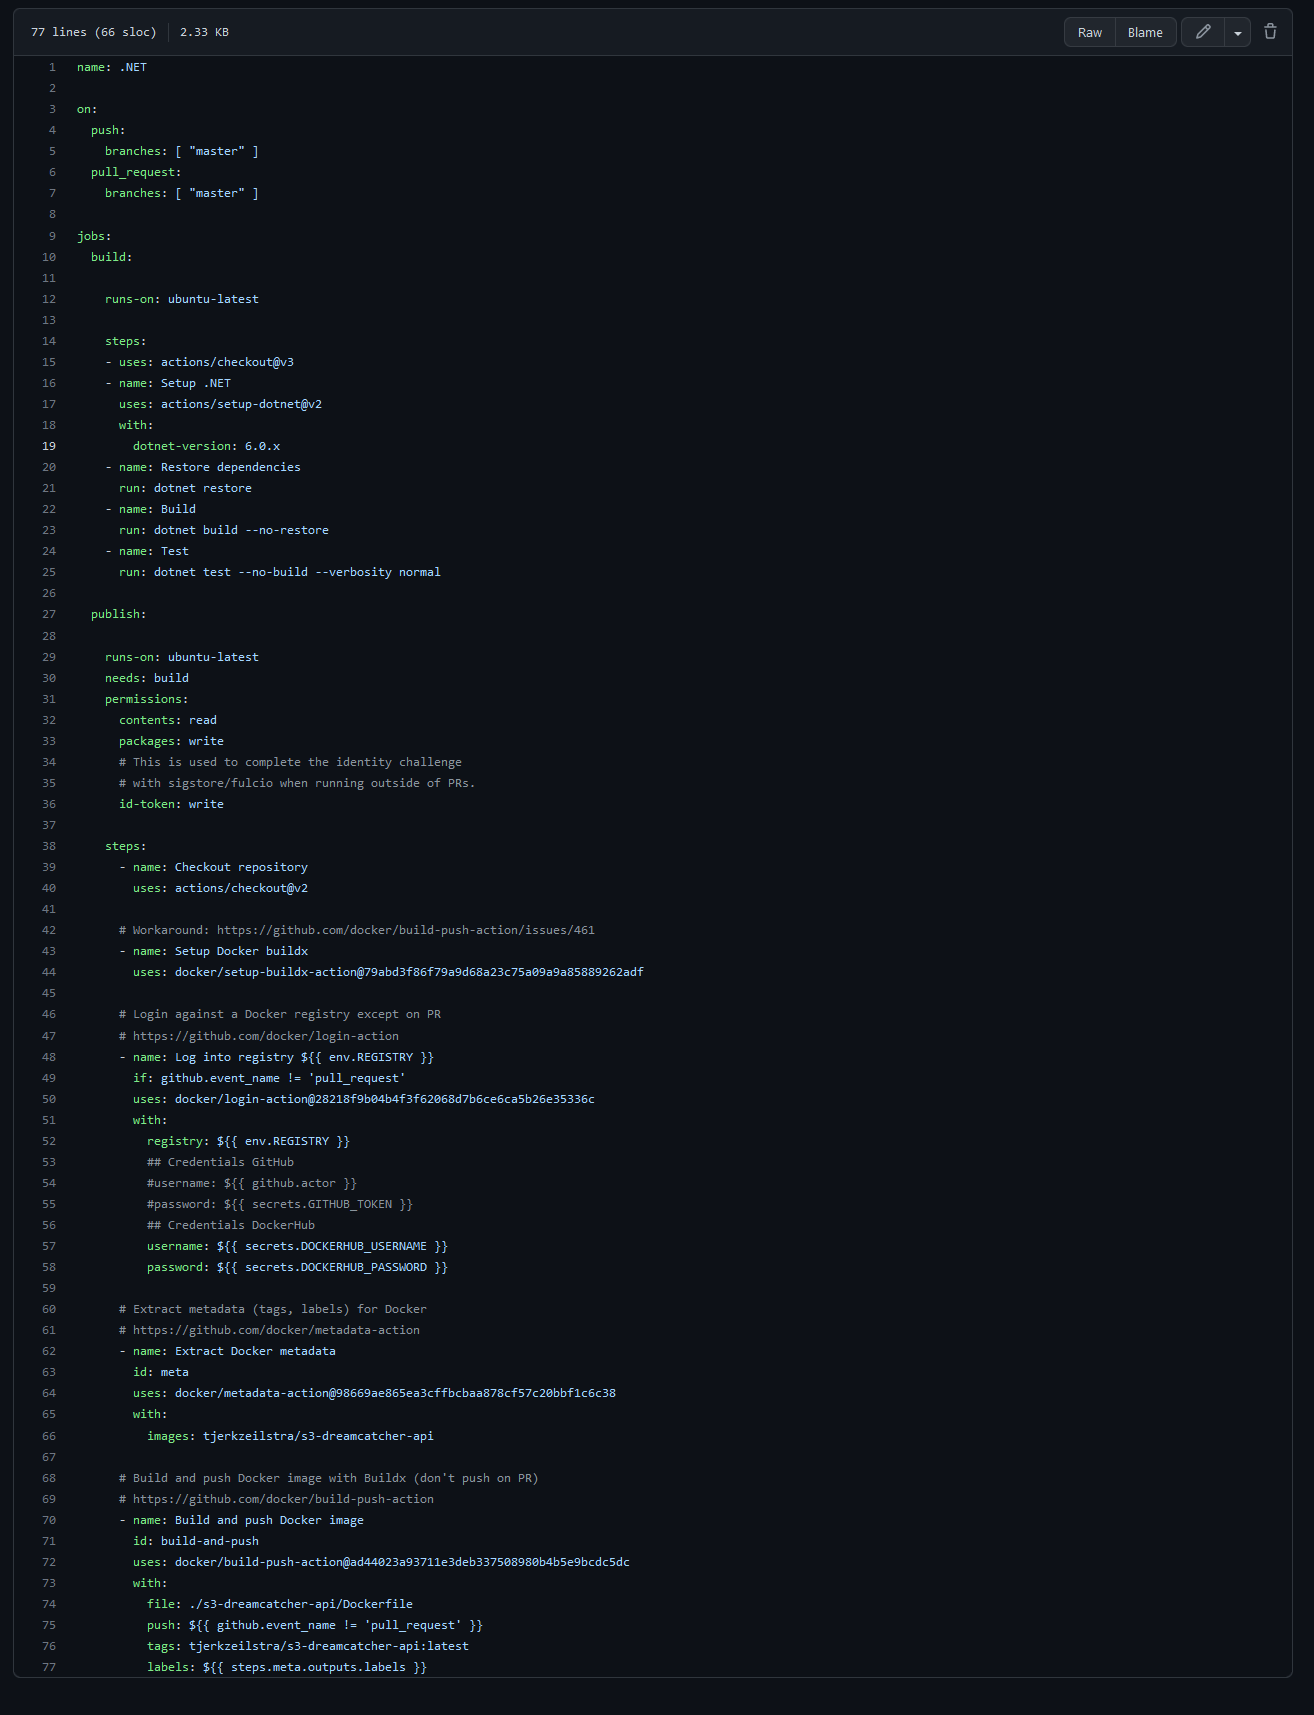 77 lines (66 sloc) 2.33 KB Raw Blame
1 name: .NET
2
3 on:
4   push:
5     branches: [ "master" ]
6   pull_request:
7     branches: [ "master" ]
8
9 jobs:
10   build:
11
12     runs-on: ubuntu-latest
13
14     steps:
15     - uses: actions/checkout@v3
16     - name: Setup .NET
17       uses: actions/setup-dotnet@v2
18       with:
19         dotnet-version: 6.0.x
20     - name: Restore dependencies
21       run: dotnet restore
22     - name: Build
23       run: dotnet build --no-restore
24     - name: Test
25       run: dotnet test --no-build --verbosity normal
26
27   publish:
28
29     runs-on: ubuntu-latest
30     needs: build
31     permissions:
32       contents: read
33       packages: write
34       # This is used to complete the identity challenge
35       # with sigstore/fulcio when running outside of PRs.
36       id-token: write
37
38     steps:
39       - name: Checkout repository
40         uses: actions/checkout@v2
41
42       # Workaround: https://github.com/docker/build-push-action/issues/461
43       - name: Setup Docker buildx
44         uses: docker/setup-buildx-action@79abd3f86f79a9d68a23c75a09a9a85889262adf
45
46       # Login against a Docker registry except on PR
47       # https://github.com/docker/login-action
48       - name: Log into registry ${{ env.REGISTRY }}
49         if: github.event_name != 'pull_request'
50         uses: docker/login-action@28218f9b04b4f3f62068d7b6ce6ca5b26e35336c
51         with:
52           registry: ${{ env.REGISTRY }}
53           ## Credentials GitHub
54           #username: ${{ github.actor }}
55           #password: ${{ secrets.GITHUB_TOKEN }}
56           ## Credentials DockerHub
57           username: ${{ secrets.DOCKERHUB_USERNAME }}
58           password: ${{ secrets.DOCKERHUB_PASSWORD }}
59
60       # Extract metadata (tags, labels) for Docker
61       # https://github.com/docker/metadata-action
62       - name: Extract Docker metadata
63         id: meta
64         uses: docker/metadata-action@98669ae865ea3cffbcbaa878cf57c20bbf1c6c38
65         with:
66           images: tjerkzeilstra/s3-dreamcatcher-api
67
68       # Build and push Docker image with Buildx (don't push on PR)
69       # https://github.com/docker/build-push-action
70       - name: Build and push Docker image
71         id: build-and-push
72         uses: docker/build-push-action@ad44023a93711e3deb337508980b4b5e9bcdc5dc
73         with:
74           file: ./s3-dreamcatcher-api/Dockerfile
75           push: ${{ github.event_name != 'pull_request' }}
76           tags: tjerkzeilstra/s3-dreamcatcher-api:latest
77           labels: ${{ steps.meta.outputs.labels }}